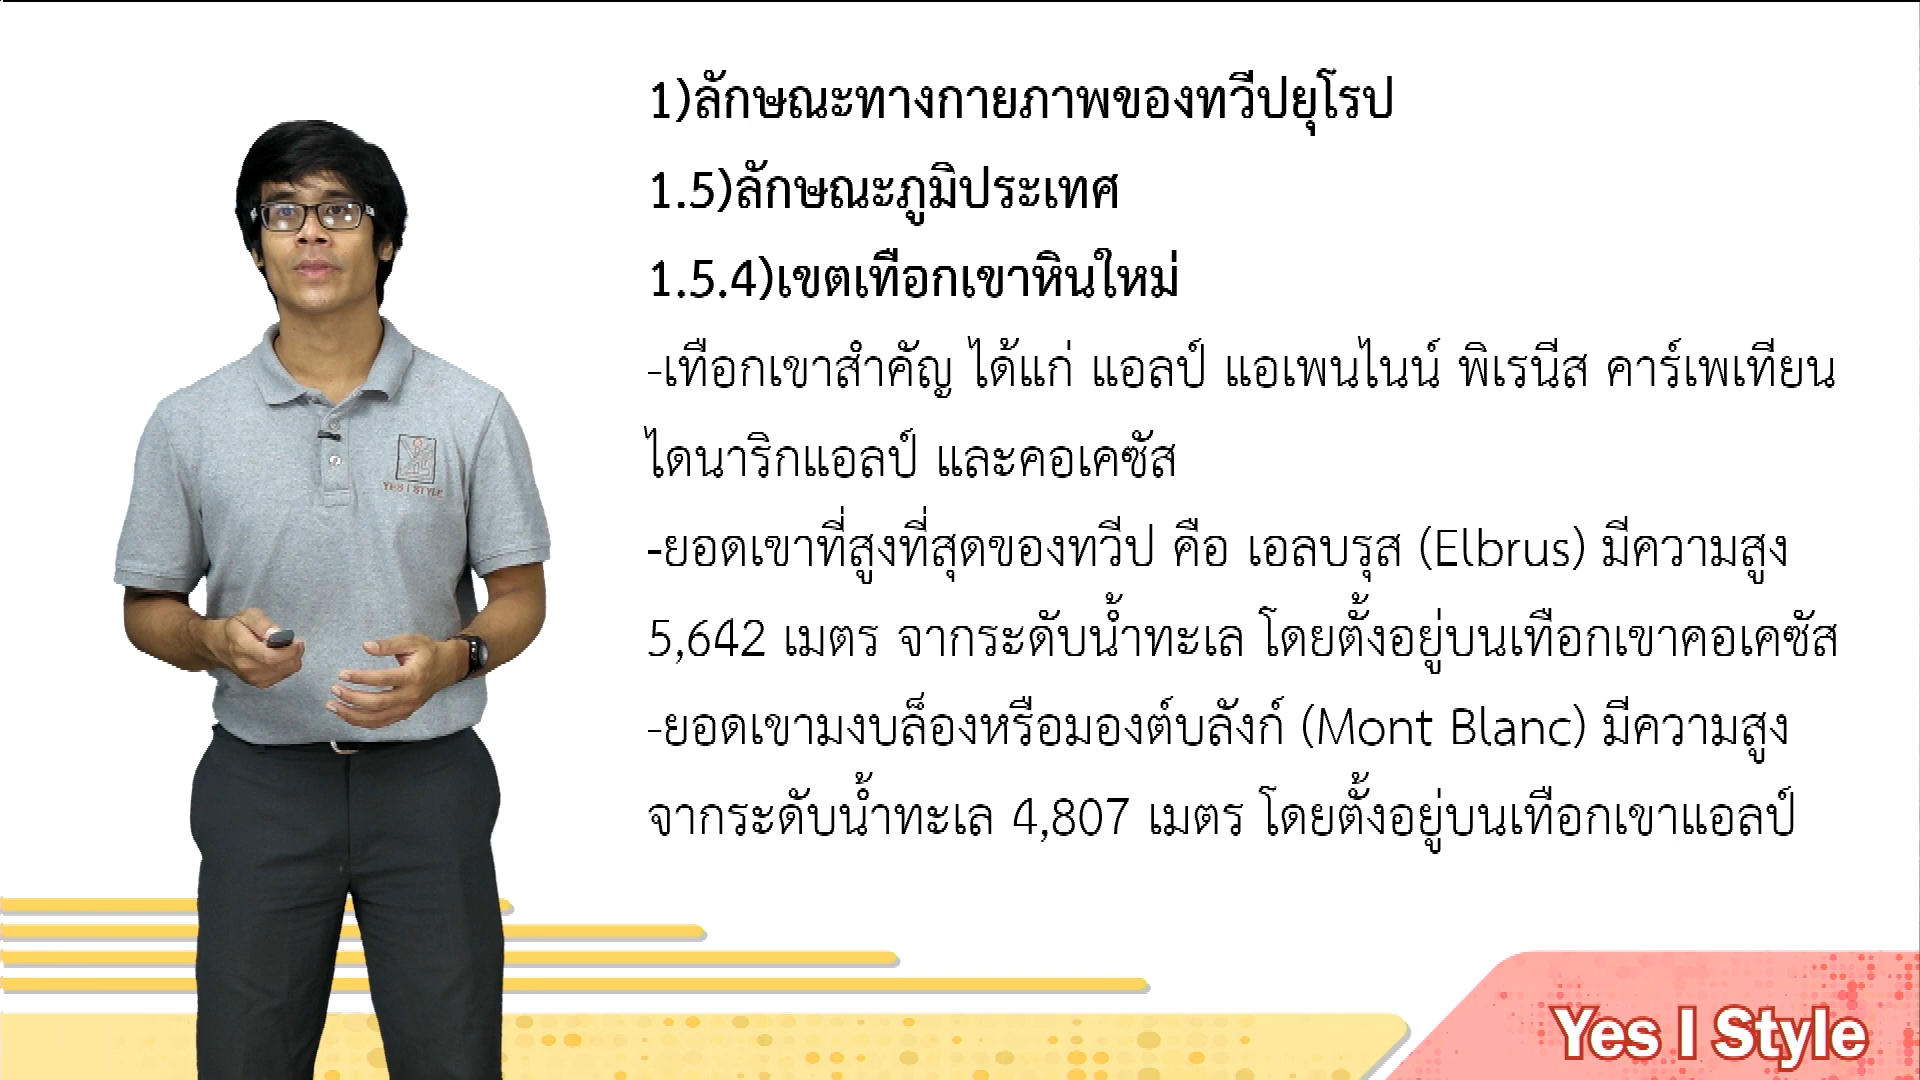 1)ลักษณะทางกายภาพของทวีปยุโรป
1.5)ลักษณะภูมิประเทศ
1.5.4)เขตเทือกเขาหินใหม่
-เทือกเขาสำคัญ ได้แก่ แอลป์ แอเพนไนน์ พิเรนีส คาร์เพเทียน
ไดนาริกแอลป์ และคอเคซัส
-ยอดเขาที่สูงที่สุดของทวีป คือ เอลบรุส (Elbrus) มีความสูง
5,642 เมตร จากระดับน้ำทะเล โดยตั้งอยู่บนเทือกเขาคอเคซัส
-ยอดเขามงบล็องหรือมองต์บลังก์ (Mont Blanc) มีความสูง
จากระดับน้ำทะเล 4,807 เมตร โดยตั้งอยู่บนเทือกเขาแอลป์
YES I STYLE
Yes I Style